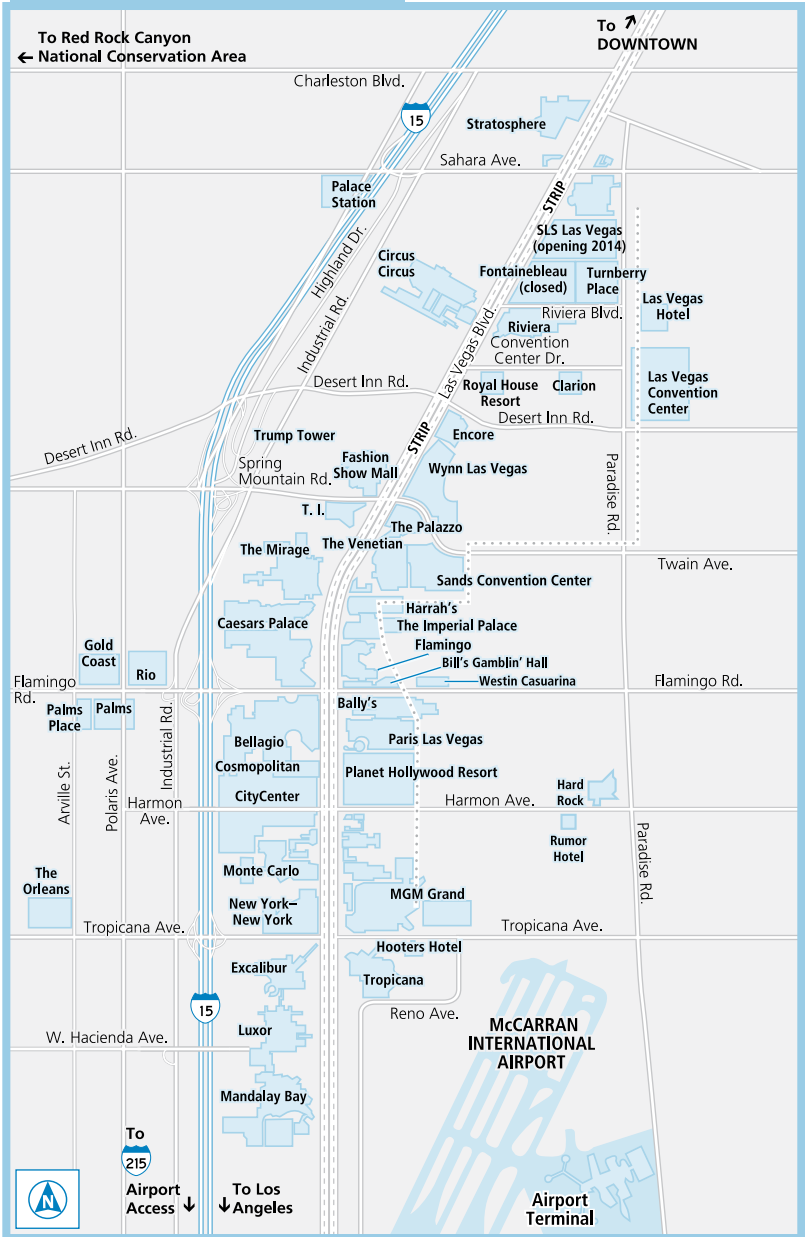 To Red Rock Canyon
National Conservation Area
To
DOWNTOWN
Charleston Blvd.
15
Stratosphere
Sahara Ave.
Palace
Station
STRIP
SLS Las Vegas
(opening 2014)
Highland Dr.
Circus
Circus
Fontainebleau
(closed)
Turnberry
Place
Las Vegas
Hotel
Industrial Rd.
Las Vegas Blvd.
Riviera Blvd.
Riviera
Convention
Center Dr.
Desert Inn Rd.
Royal House
Resort
Clarion
Las Vegas
Convention
Center
Desert Inn Rd.
Desert Inn Rd.
Trump Tower
STRIP
Encore
Fashion
Show Mall
Spring
Mountain Rd.
Wynn Las Vegas
Paradise Rd.
T. I.
The Palazzo
The Mirage
The Venetian
Twain Ave.
Sands Convention Center
Harrah's
Caesars Palace
The Imperial Palace
Gold
Coast
Rio
Flamingo
Bill's Gamblin' Hall
Westin Casuarina
Flamingo
Rd.
Flamingo Rd.
Palms
Place
Palms
Bally's
Bellagio
Paris Las Vegas
Cosmopolitan
Planet Hollywood Resort
Arville St.
Polaris Ave.
Industrial Rd.
CityCenter
Hard
Rock
Harmon
Ave.
Harmon Ave.
Rumor
Hotel
Paradise Rd.
The
Orleans
Monte Carlo
MGM Grand
New York–
New York
Tropicana Ave.
Tropicana Ave.
Hooters Hotel
Excalibur
Tropicana
15
Reno Ave.
Luxor
McCARRAN
INTERNATIONAL
AIRPORT
W. Hacienda Ave.
Mandalay Bay
To
215
Airport
Access
To Los
Angeles
N
Airport
Terminal